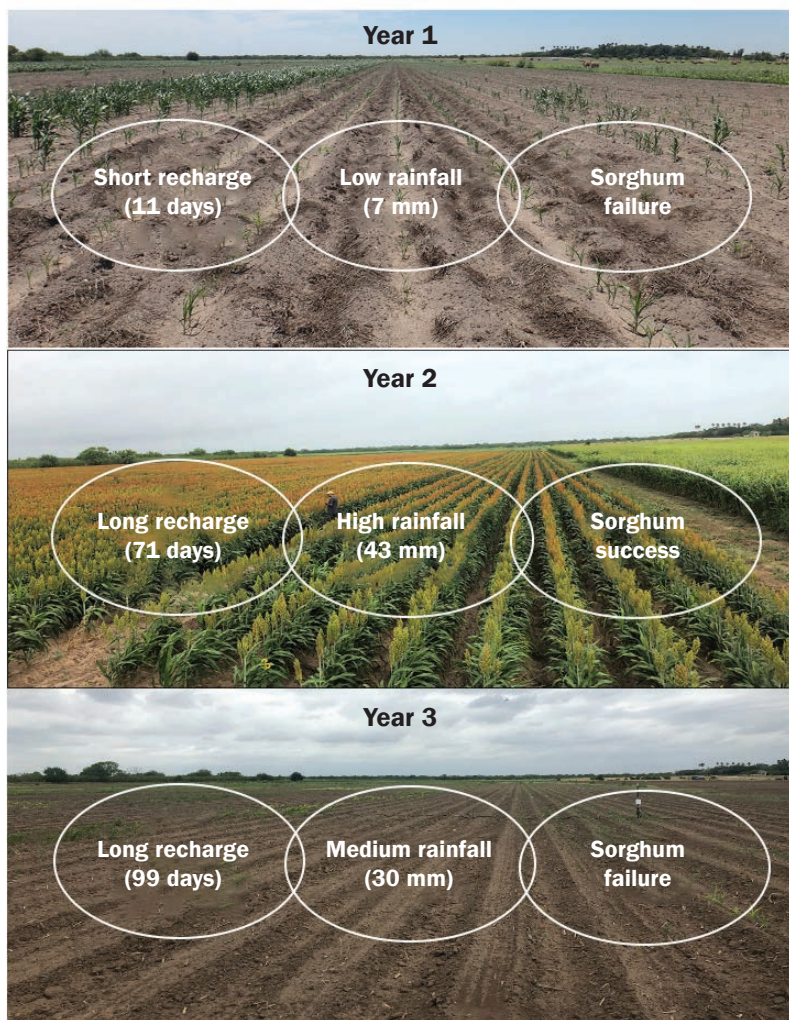 Year 1
Short recharge
(11 days)
Low rainfall
(7 mm)
Sorghum
failure
Year 2
Long recharge
(71 days)
High rainfall
(43 mm)
Sorghum
success
Year 3
Long recharge
(99 days)
Medium rainfall
(30 mm)
Sorghum
failure